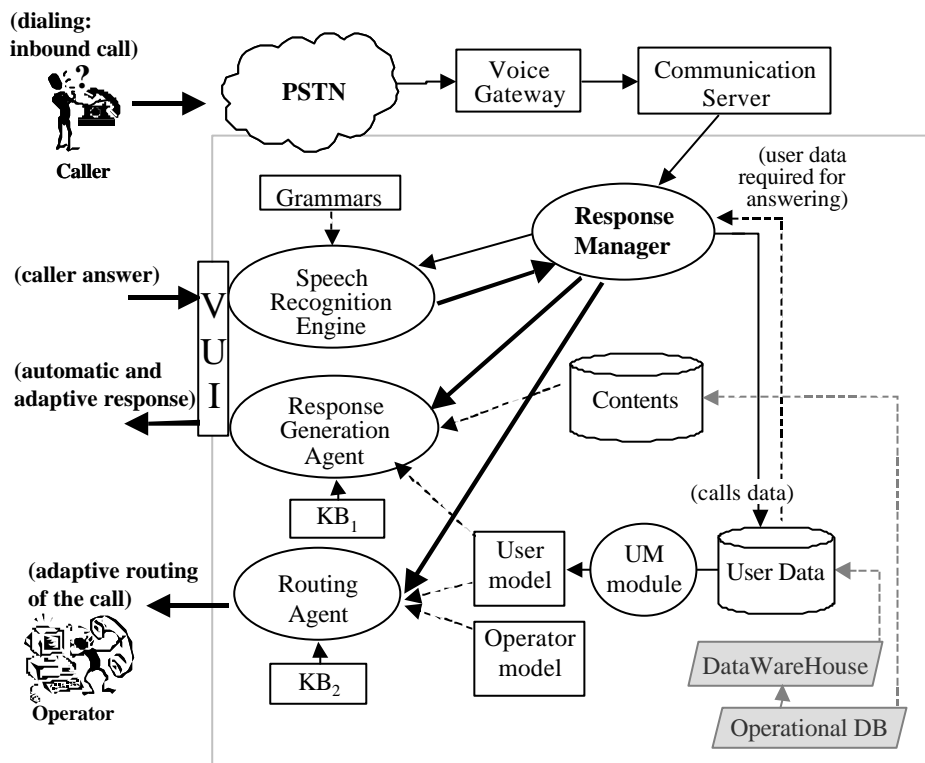 (dialing:
inbound call)
?
Caller
PSTN
Voice
Gateway
Communication
Server
(user data
required for
answering)
Grammars
Response
Manager
(caller answer)
V
U
I
Speech
Recognition
Engine
(automatic and
adaptive response)
Response
Generation
Agent
Contents
KB1
(calls data)
User
model
UM
module
User Data
(adaptive routing
of the call)
Routing
Agent
Operator
model
KB2
Operator
DataWareHouse
Operational DB